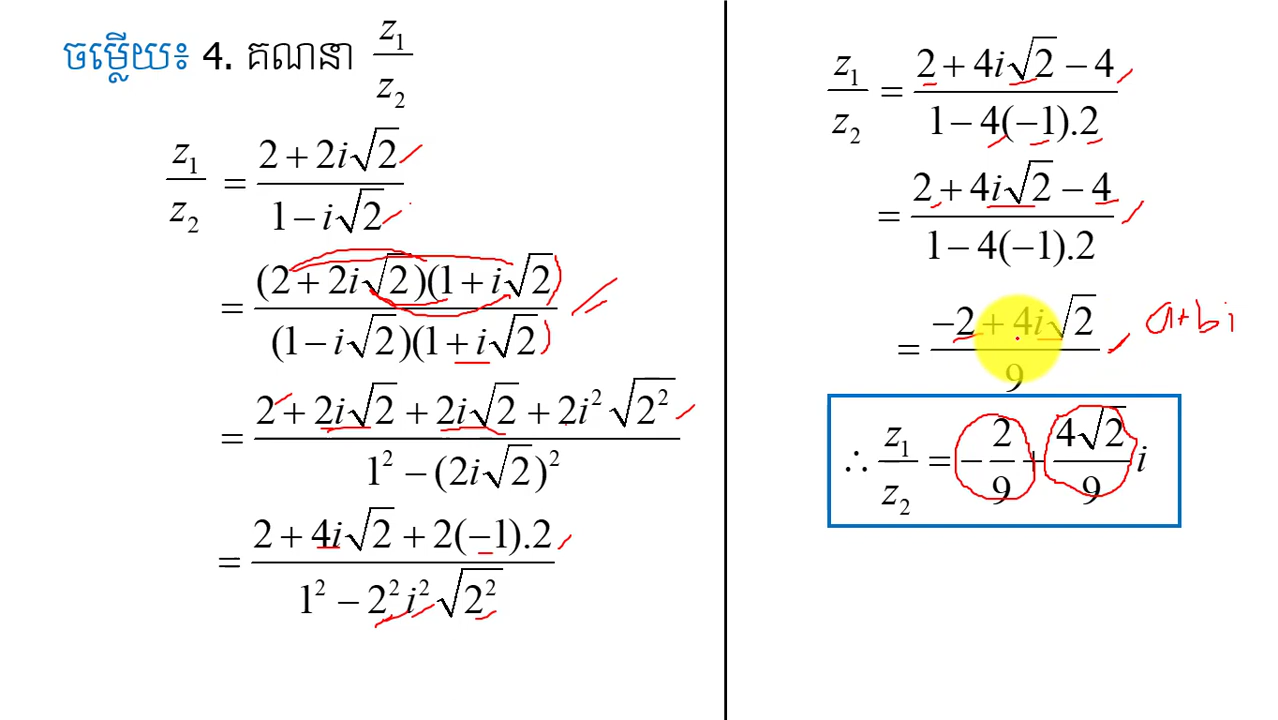 ចម្លើយ៖ 4. គណនា z₁/z₂
z₁/z₂ = (2 + 2i√2)/(1 − i√2)
= ((2 + 2i√2)(1 + i√2))/((1 − i√2)(1 + i√2))
= (2 + 2i√2 + 2i√2 + 2i²√2²)/(1² − (2i√2)²)
= (2 + 4i√2 + 2(−1).2)/(1² − 2²i²√2²)
z₁/z₂ = (2 + 4i√2 − 4)/(1 − 4(−1).2)
= (2 + 4i√2 − 4)/(1 − 4(−1).2)
= (−2 + 4i√2)/9 a+bi
∴ z₁/z₂ = −2/9 + (4√2/9)i